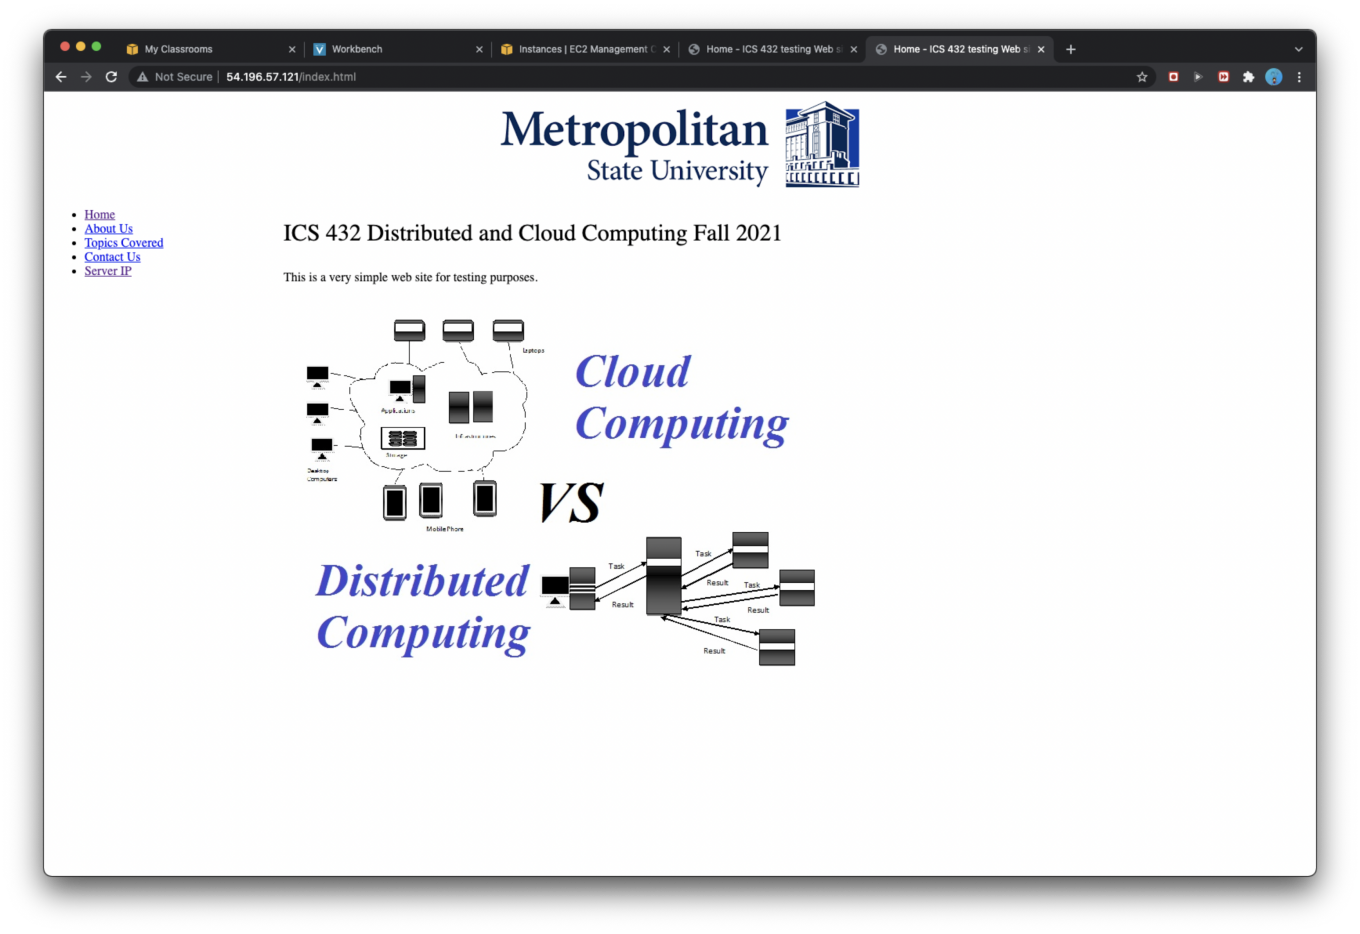 My Classrooms
Workbench
Instances | EC2 Management C
Home - ICS 432 testing Web si
Home - ICS 432 testing Web si
Not Secure
54.196.57.121/index.html
Metropolitan
State University
Home
About Us
Topics Covered
Contact Us
Server IP
ICS 432 Distributed and Cloud Computing Fall 2021
This is a very simple web site for testing purposes.
laptops
Applications
Storage
Desktop
Computers
Mobile Phone
Cloud
Computing
VS
Distributed
Computing
Task
Result
Task
Result
Task
Result
Task
Result